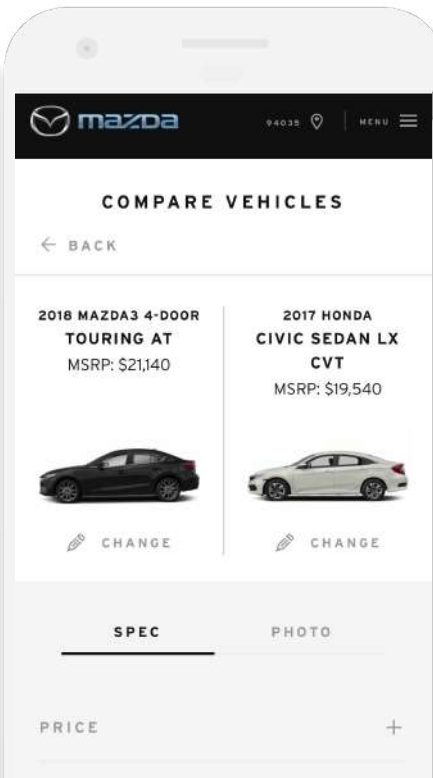 mazda
94035
MENU
COMPARE VEHICLES
← BACK
2018 MAZDA3 4-DOOR
TOURING AT
MSRP: $21,140
2017 HONDA
CIVIC SEDAN LX
CVT
MSRP: $19,540
CHANGE
CHANGE
SPEC
PHOTO
PRICE +